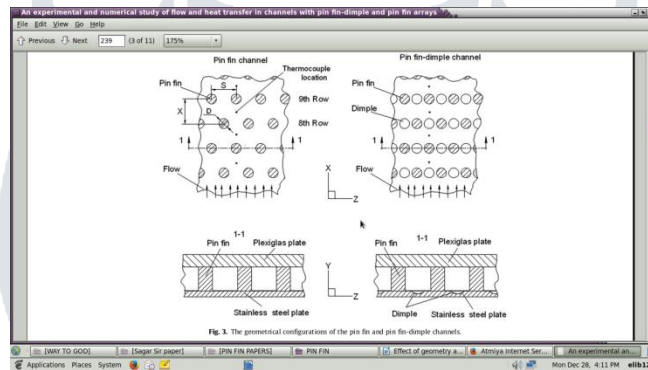 An experimental and numerical study of flow and heat transfer in channels with pin fin-dimple and pin fin arrays
File Edit View Go Help
Previous Next 239 (3 of 11) 175%
Pin fin channel
Thermocouple
location
Pin fin
S
X
D
9th Row
8th Row
1 1
Flow
X
Z
Pin fin-dimple channel
Pin fin
Dimple
1 1
Flow
1-1
Pin fin Plexiglas plate
Stainless steel plate
Y
Z
1-1
Pin fin Plexiglas plate
Dimple Stainless steel plate
Fig. 3. The geometrical configurations of the pin fin and pin fin-dimple channels.
[WAY TO GOD] [Sagar Sir paper] [PIN FIN PAPERS] PIN FIN Effect of geometry a... Atmiya Internet Ser... An experimental an...
Applications Places System Mon Dec 28, 4:11 PM elib12